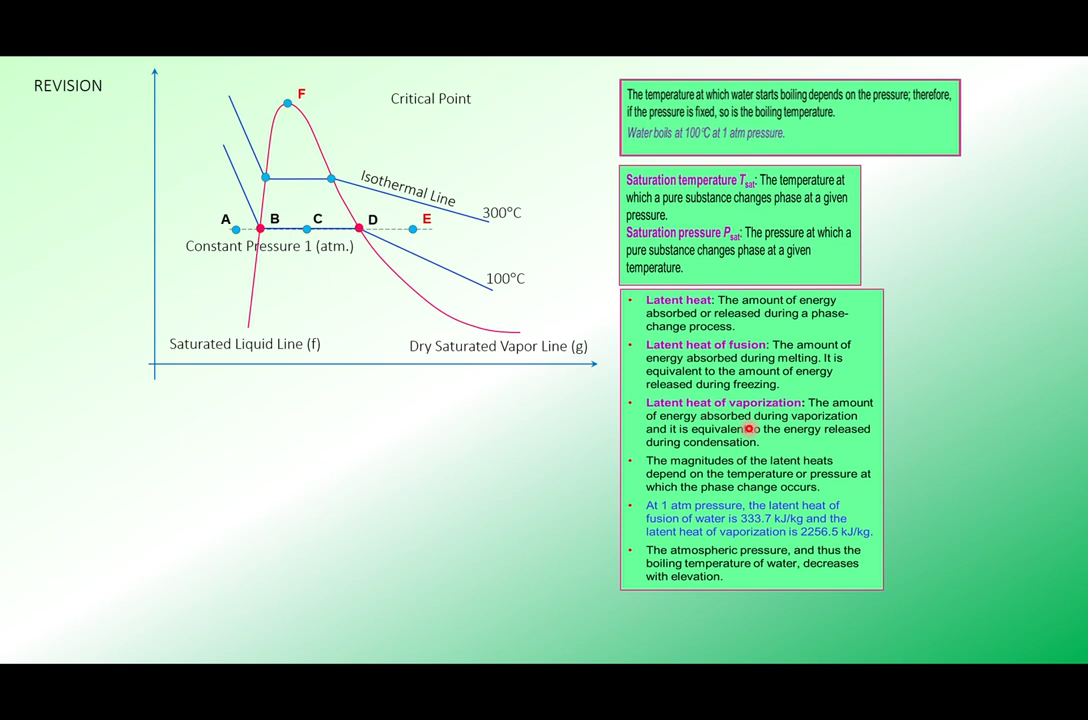 REVISION
F
Critical Point
Isothermal Line
300°C
A
B
C
D
E
Constant Pressure 1 (atm.)
100°C
Saturated Liquid Line (f)
Dry Saturated Vapor Line (g)
The temperature at which water starts boiling depends on the pressure; therefore,
if the pressure is fixed, so is the boiling temperature.
Water boils at 100°C at 1 atm pressure.
Saturation temperature Tsat: The temperature at
which a pure substance changes phase at a given
pressure.
Saturation pressure Psat: The pressure at which a
pure substance changes phase at a given
temperature.
• Latent heat: The amount of energy
absorbed or released during a phase-
change process.
• Latent heat of fusion: The amount of
energy absorbed during melting. It is
equivalent to the amount of energy
released during freezing.
• Latent heat of vaporization: The amount
of energy absorbed during vaporization
and it is equivalent to the energy released
during condensation.
• The magnitudes of the latent heats
depend on the temperature or pressure at
which the phase change occurs.
• At 1 atm pressure, the latent heat of
fusion of water is 333.7 kJ/kg and the
latent heat of vaporization is 2256.5 kJ/kg.
• The atmospheric pressure, and thus the
boiling temperature of water, decreases
with elevation.